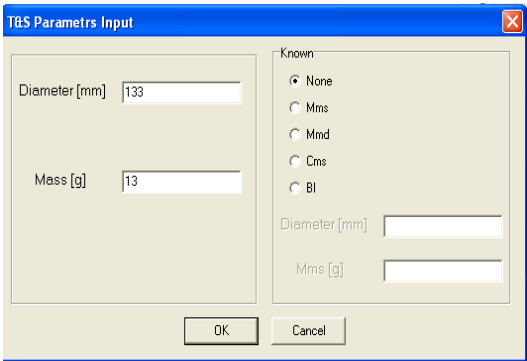 T&S Parametrs Input
Diameter [mm] 133
Mass [g] 13
Known
None
Mms
Mmd
Cms
Bl
Diameter [mm]
Mms [g]
OK Cancel